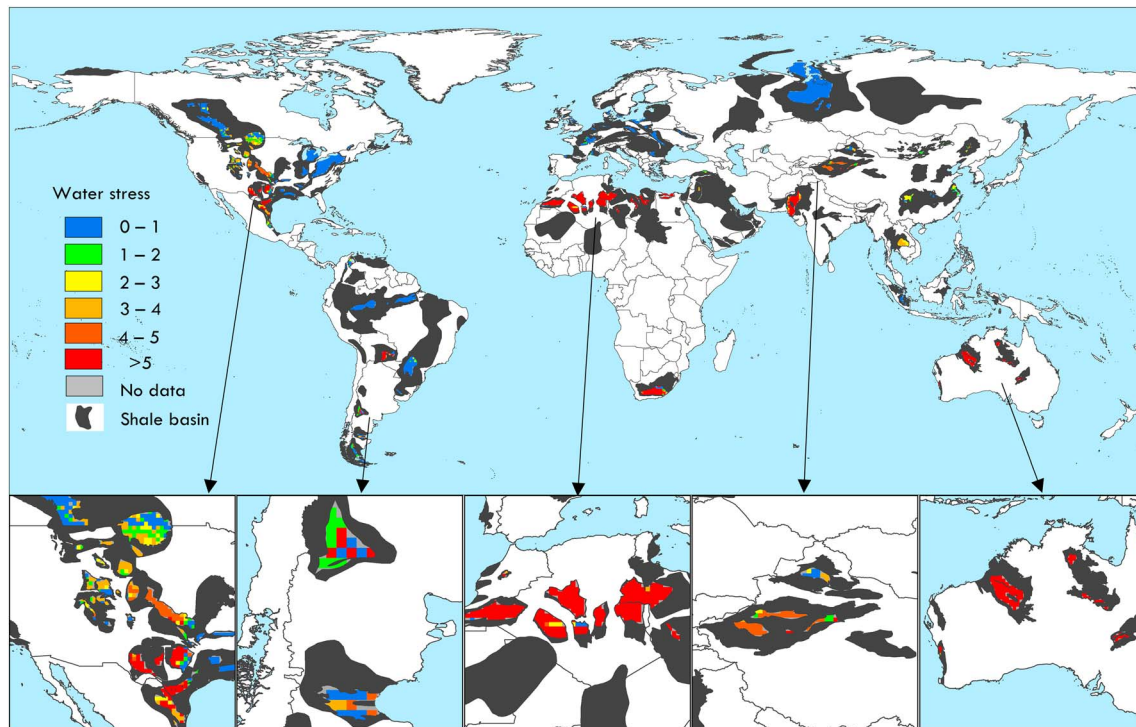 Water stress
0 – 1
1 – 2
2 – 3
3 – 4
4 – 5
>5
No data
Shale basin